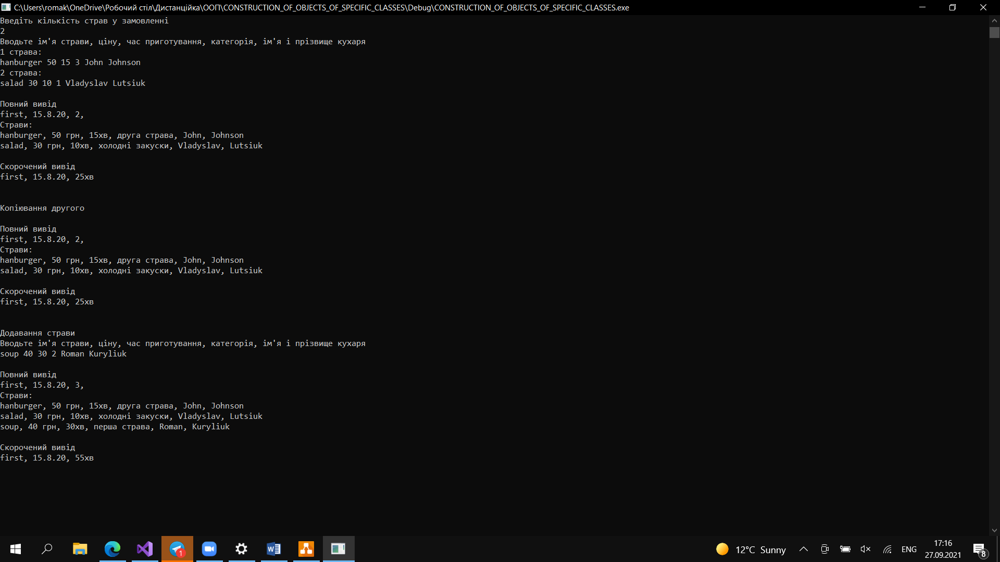 C:\Users\romak\OneDrive\Робочий стіл\Дистанційка\ООП\CONSTRUCTION_OF_OBJECTS_OF_SPECIFIC_CLASSES\Debug\CONSTRUCTION_OF_OBJECTS_OF_SPECIFIC_CLASSES.exe
Введіть кількість страв у замовленні
2
Вводьте ім'я страви, ціну, час приготування, категорія, ім'я і прізвище кухаря
1 страва:
hanburger 50 15 3 John Johnson
2 страва:
salad 30 10 1 Vladyslav Lutsiuk
Повний вивід
first, 15.8.20, 2,
Страви:
hanburger, 50 грн, 15хв, друга страва, John, Johnson
salad, 30 грн, 10хв, холодні закуски, Vladyslav, Lutsiuk
Скорочений вивід
first, 15.8.20, 25хв
Копіювання другого
Повний вивід
first, 15.8.20, 2,
Страви:
hanburger, 50 грн, 15хв, друга страва, John, Johnson
salad, 30 грн, 10хв, холодні закуски, Vladyslav, Lutsiuk
Скорочений вивід
first, 15.8.20, 25хв
Додавання страви
Вводьте ім'я страви, ціну, час приготування, категорія, ім'я і прізвище кухаря
soup 40 30 2 Roman Kuryliuk
Повний вивід
first, 15.8.20, 3,
Страви:
hanburger, 50 грн, 15хв, друга страва, John, Johnson
salad, 30 грн, 10хв, холодні закуски, Vladyslav, Lutsiuk
soup, 40 грн, 30хв, перша страва, Roman, Kuryliuk
Скорочений вивід
first, 15.8.20, 55хв
1
W
12°C Sunny
ENG
17:16
27.09.2021
8